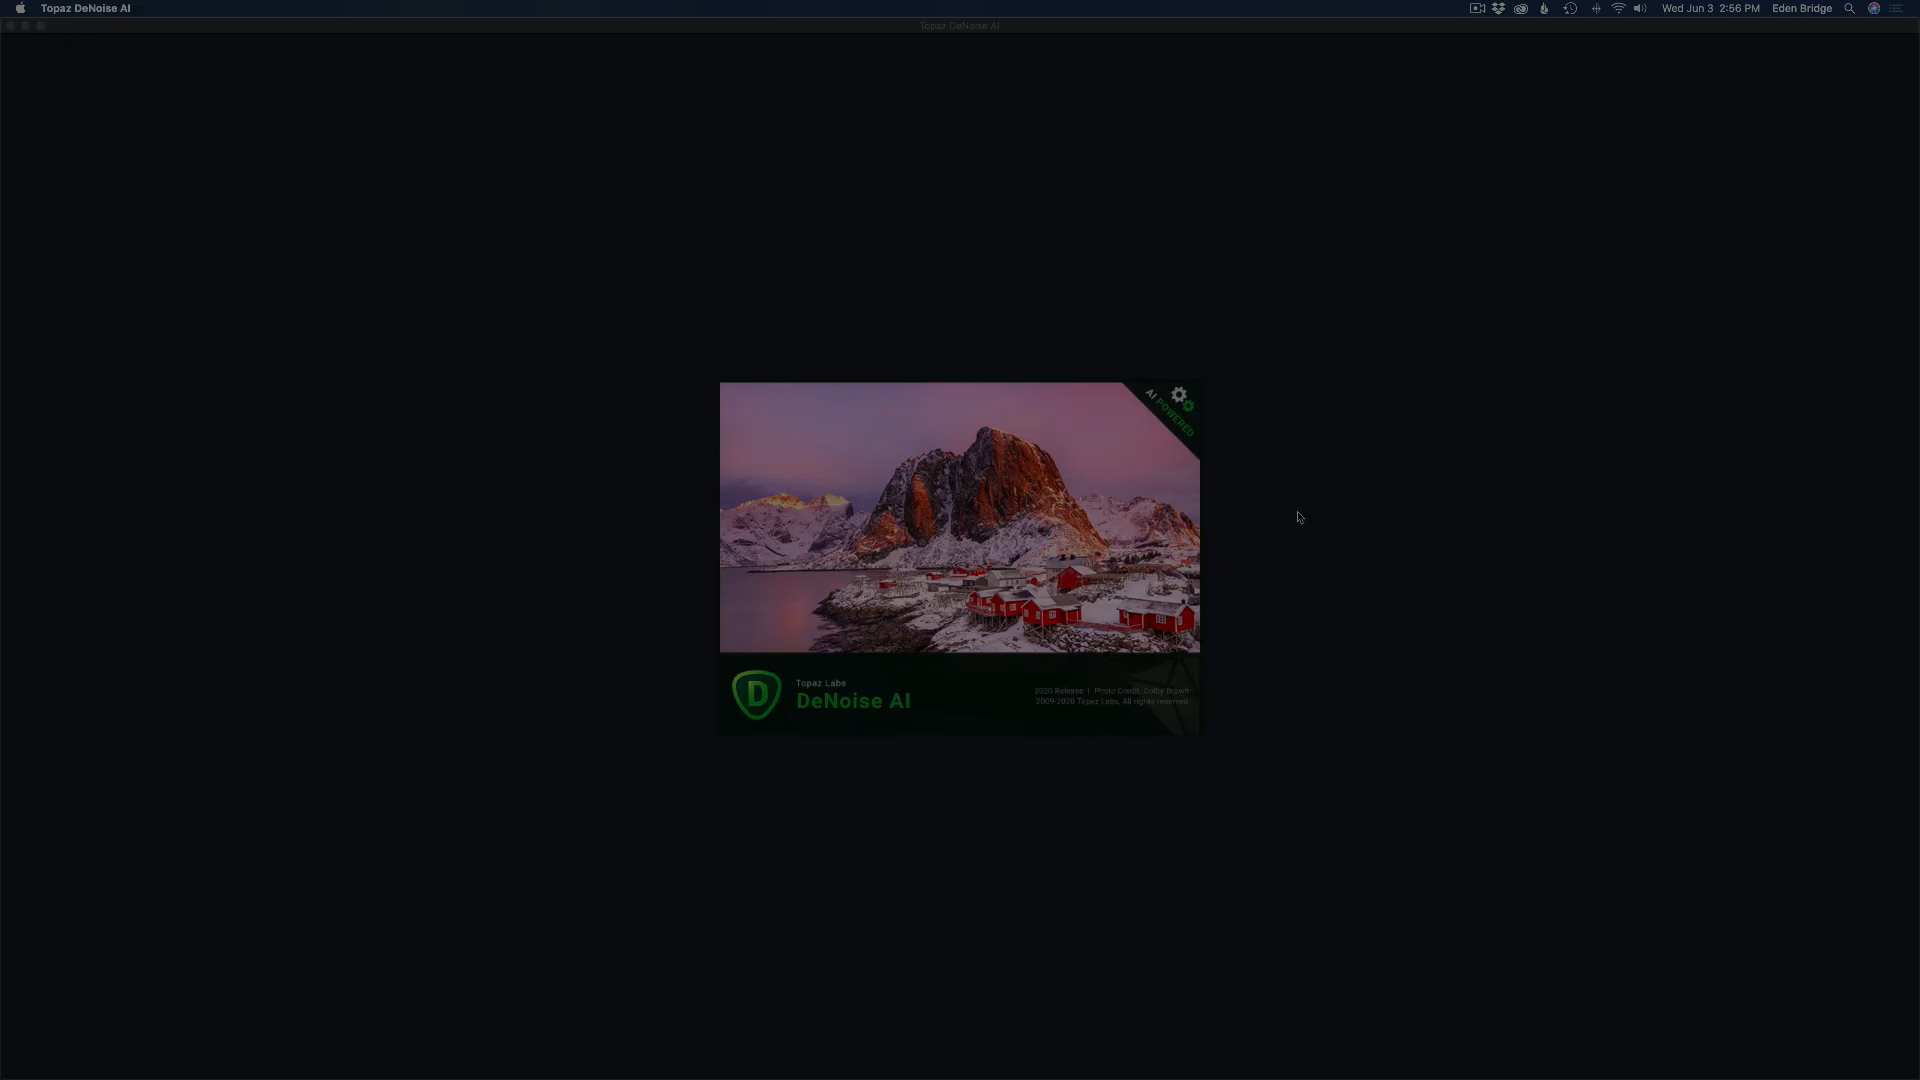 Topaz DeNoise AI
Wed Jun 3 2:56 PM Eden Bridge
Topaz DeNoise AI
AI POWERED
D
Topaz Labs
DeNoise AI
2020 Release | Photo Credit: Colby Brown
2009-2020 Topaz Labs, All rights reserved